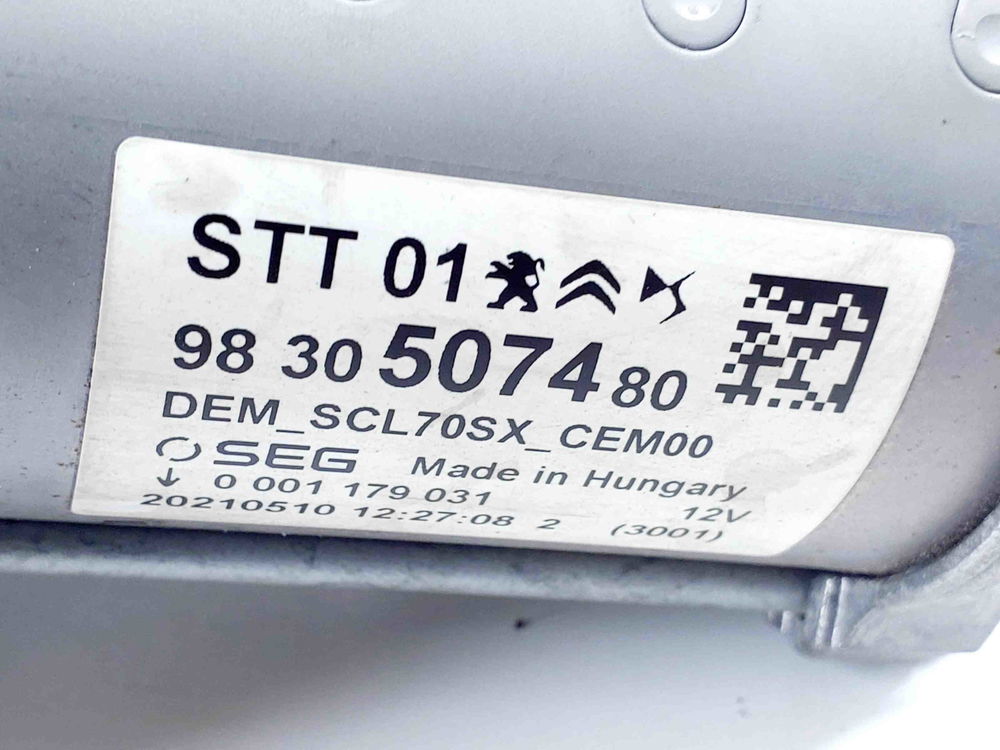 STT 01
98 30 5074 80
DEM_SCL70SX_CEM00
SEG Made in Hungary
0 001 179 031 12V
20210510 12:27:08 2 (3001)